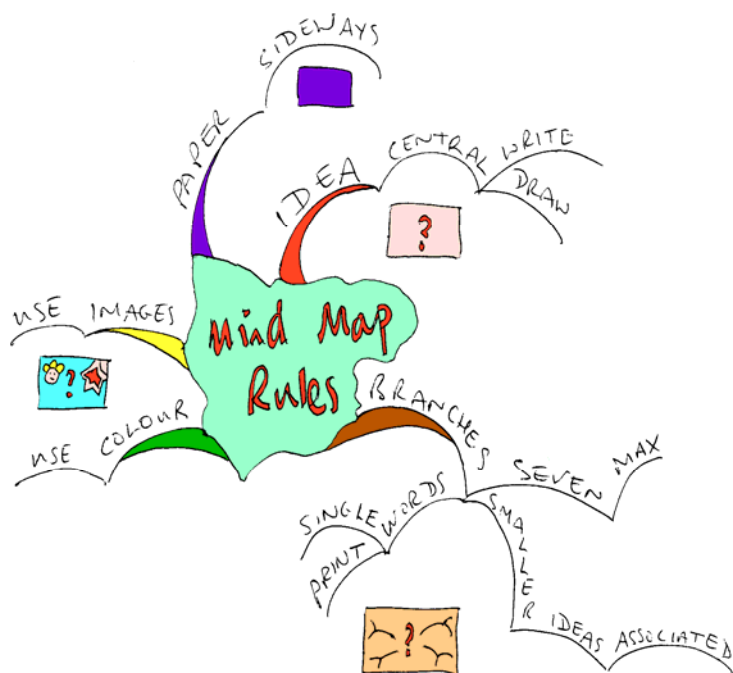 SIDEWAYS
PAPER
IDEA
CENTRAL
WRITE
DRAW
?
USE IMAGES
?
Mind Map
Rules
USE COLOUR
BRANCHES
SEVEN
MAX
WORDS
SINGLE
PRINT
SMALLER
IDEAS
ASSOCIATED
?